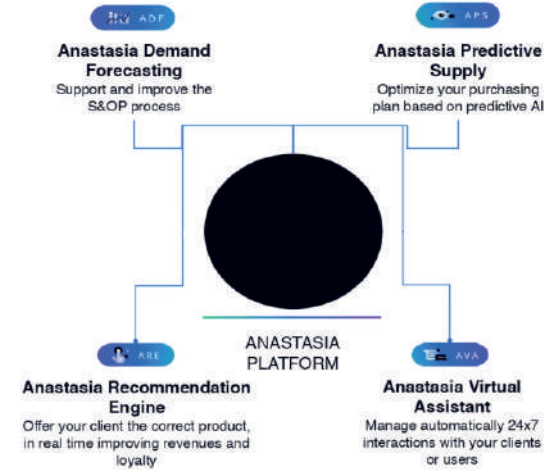 ADF
Anastasia Demand
Forecasting
Support and improve the
S&OP process
APS
Anastasia Predictive
Supply
Optimize your purchasing
plan based on predictive AI
ANASTASIA
PLATFORM
ARE
Anastasia Recommendation
Engine
Offer your client the correct product,
in real time improving revenues and
loyalty
AVA
Anastasia Virtual
Assistant
Manage automatically 24x7
interactions with your clients
or users